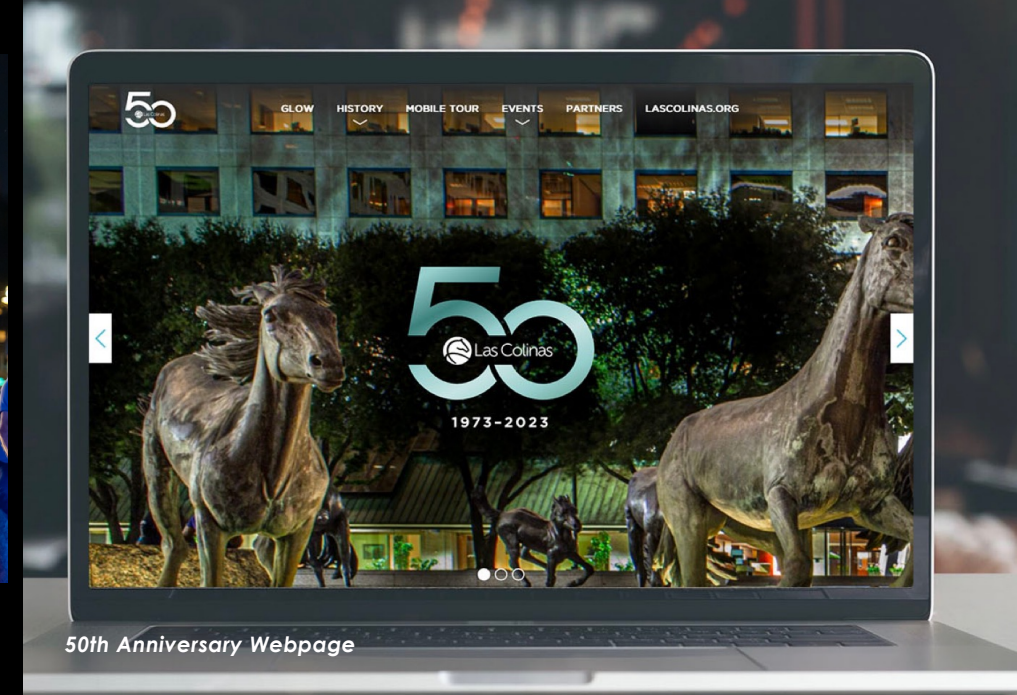 50
Las Colinas
GLOW HISTORY MOBILE TOUR EVENTS PARTNERS LASCOLINAS.ORG
50
Las Colinas
1973-2023
50th Anniversary Webpage